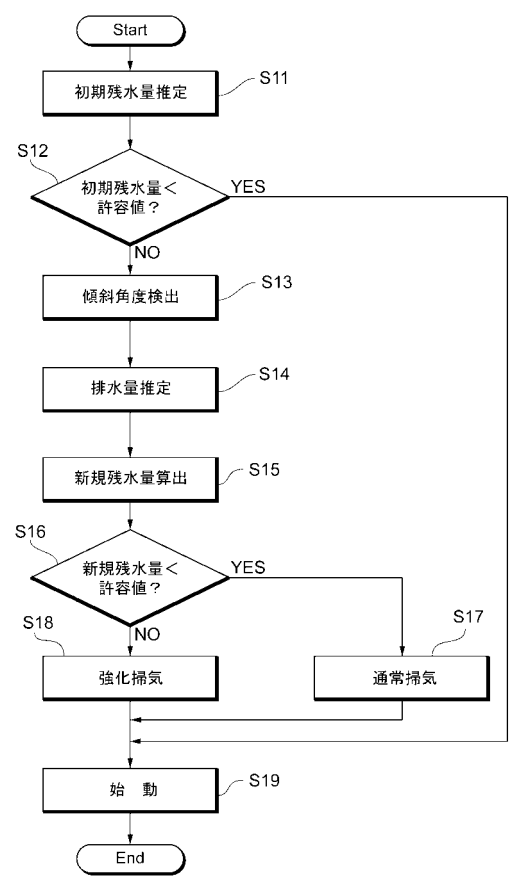 Start
初期残水量推定
S11
S12
初期残水量<
許容値?
YES
NO
傾斜角度検出
S13
排水量推定
S14
新規残水量算出
S15
S16
新規残水量<
許容値?
YES
NO
S18
強化掃気
S17
通常掃気
始 動
S19
End